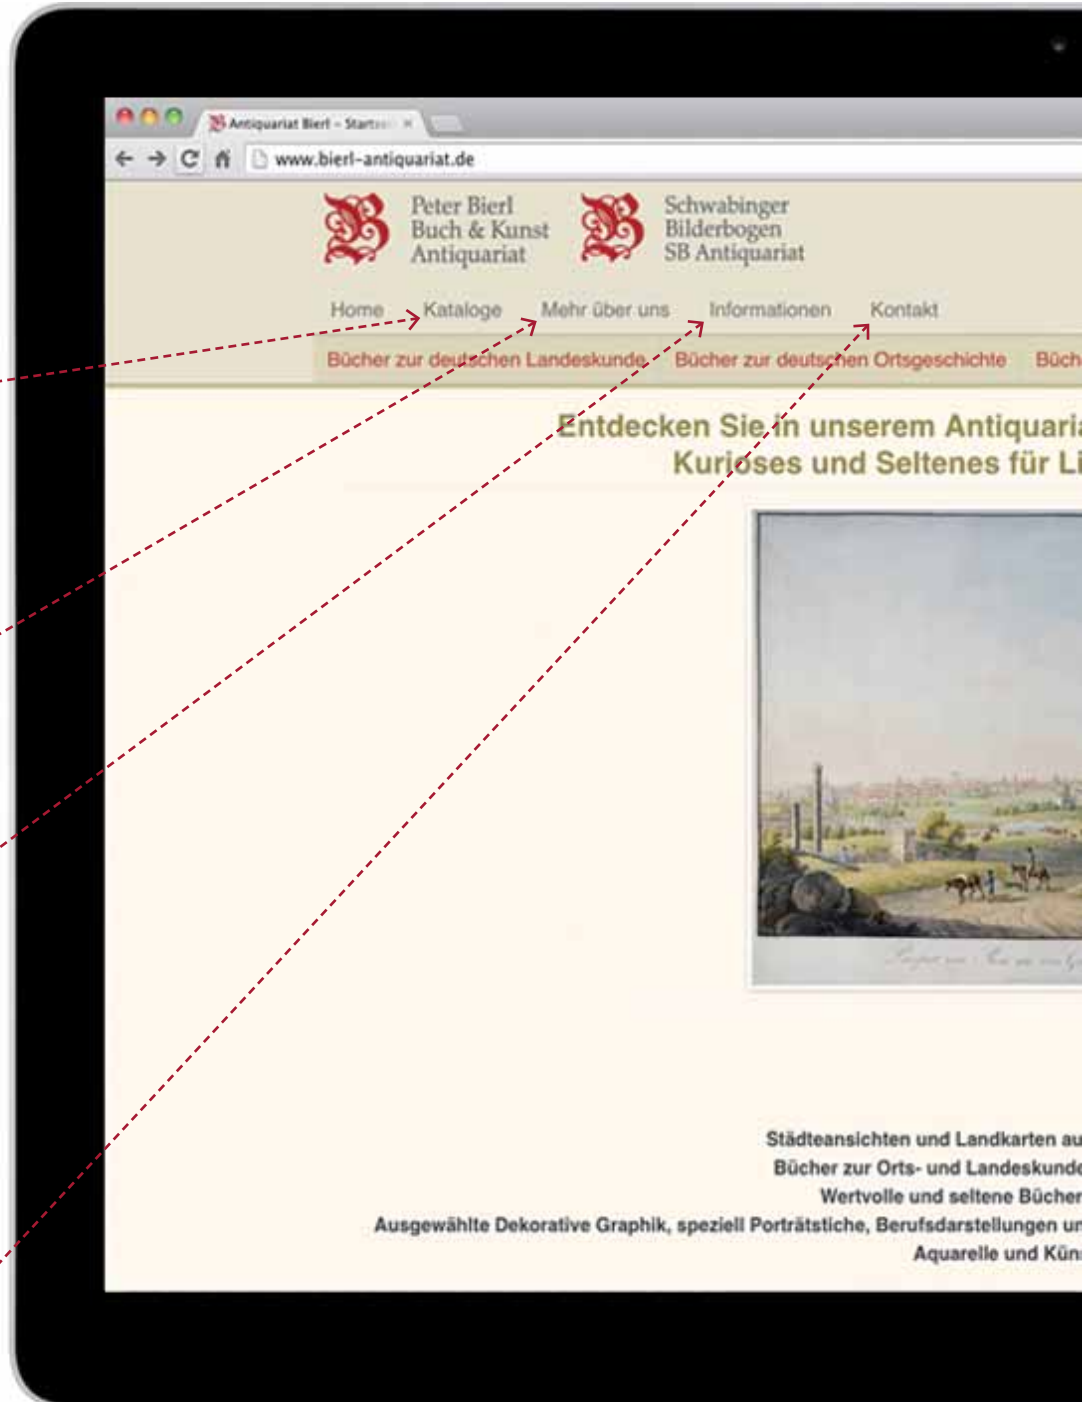 Antiquariat Bierl – Starts
www.bierl-antiquariat.de
Peter Bierl
Buch & Kunst
Antiquariat
Schwabinger
Bilderbogen
SB Antiquariat
Home Kataloge Mehr über uns Informationen Kontakt
Bücher zur deutschen Landeskunde Bücher zur deutschen Ortsgeschichte Büch
Entdecken Sie in unserem Antiquaria
Kurioses und Seltenes für Li
Städteansichten und Landkarten au
Bücher zur Orts- und Landeskunde
Wertvolle und seltene Bücher
Ausgewählte Dekorative Graphik, speziell Porträtstiche, Berufsdarstellungen un
Aquarelle und Küns